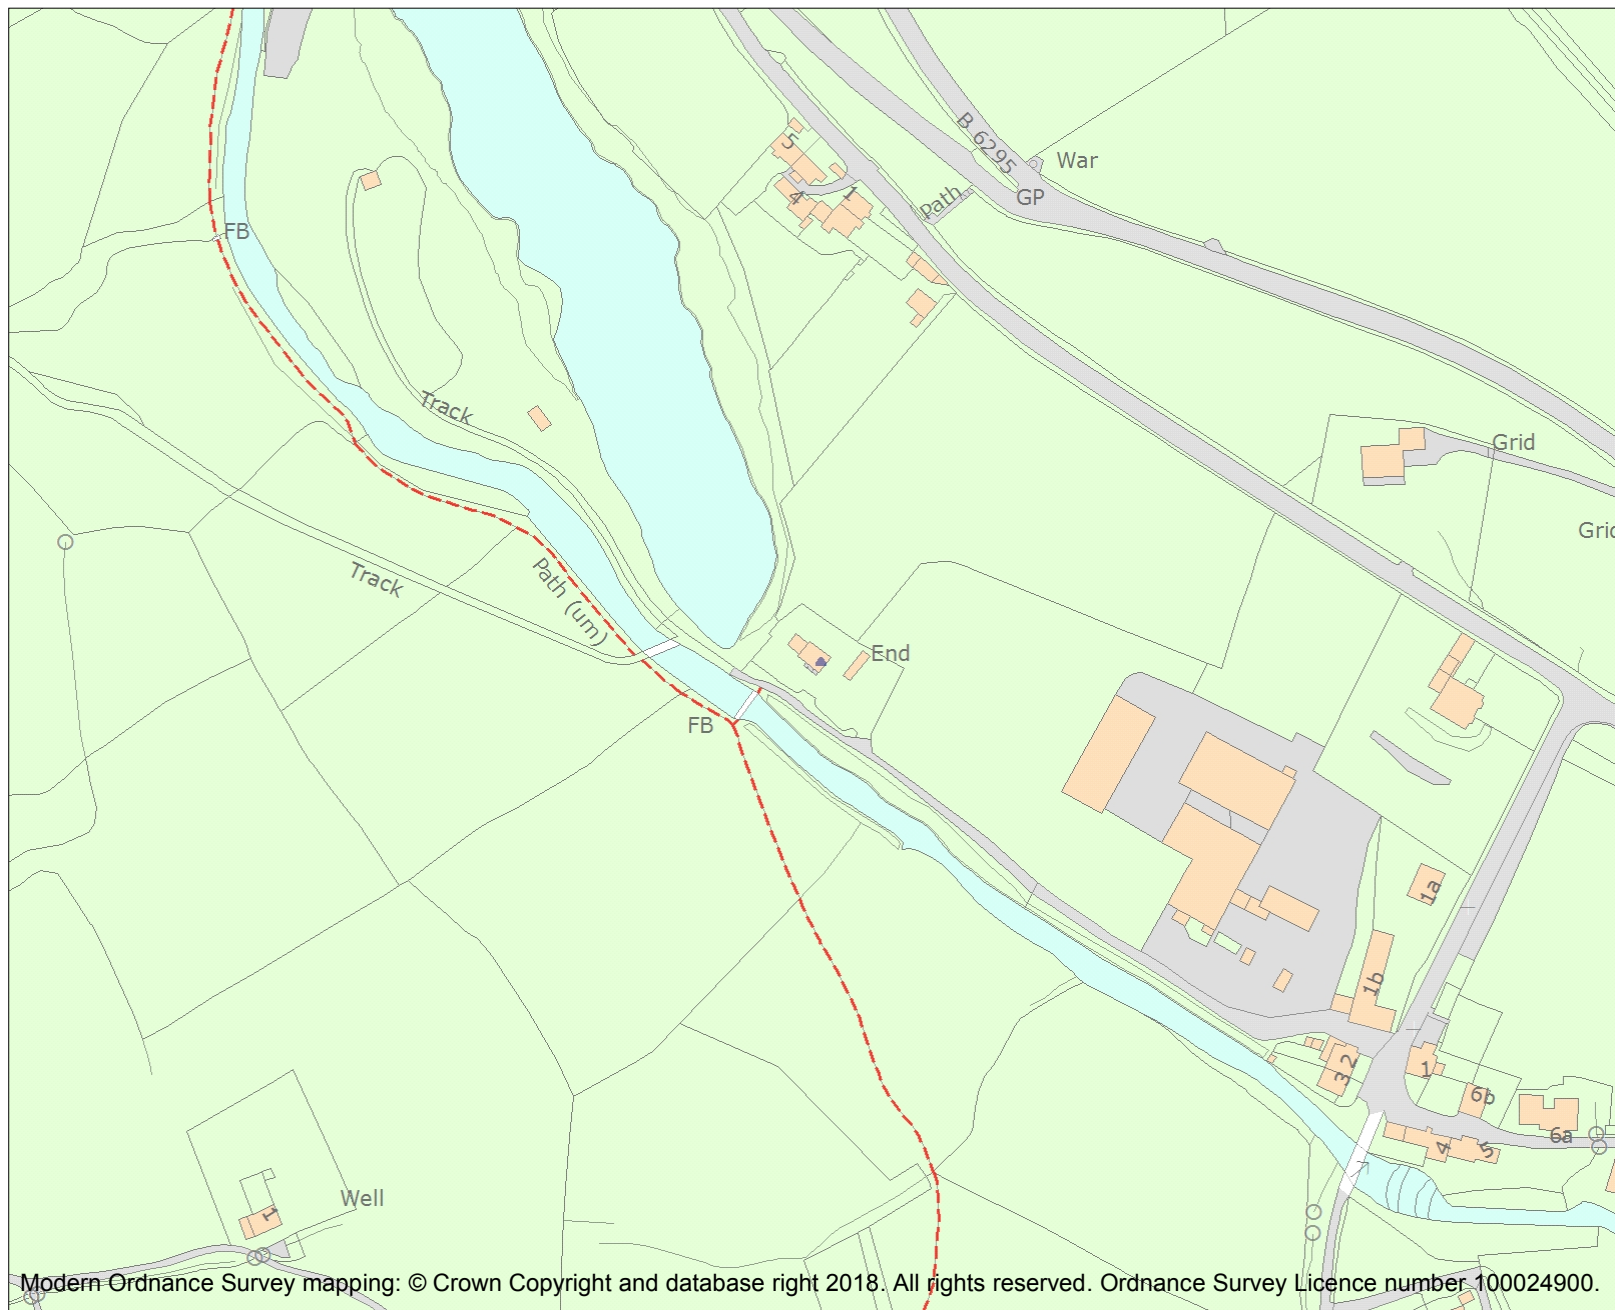 B 6295
War
5
4
1
Path
GP
FB
Track
Grid
Grid
Track
Path (um)
End
FB
1a
1b
3 2
1
6b
6a
4
5
Well
1
Modern Ordnance Survey mapping: © Crown Copyright and database right 2018. All rights reserved. Ordnance Survey Licence number 100024900.